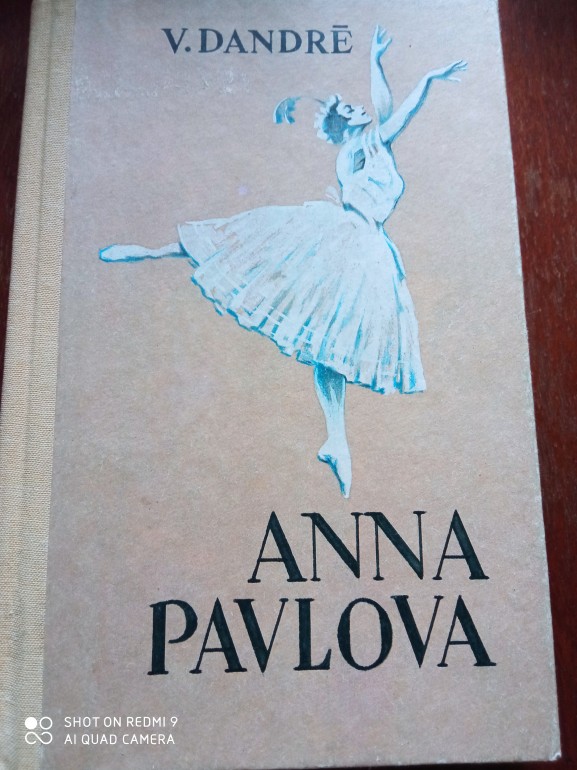 V. DANDRĒ
ANNA
PAVLOVA
SHOT ON REDMI 9
AI QUAD CAMERA